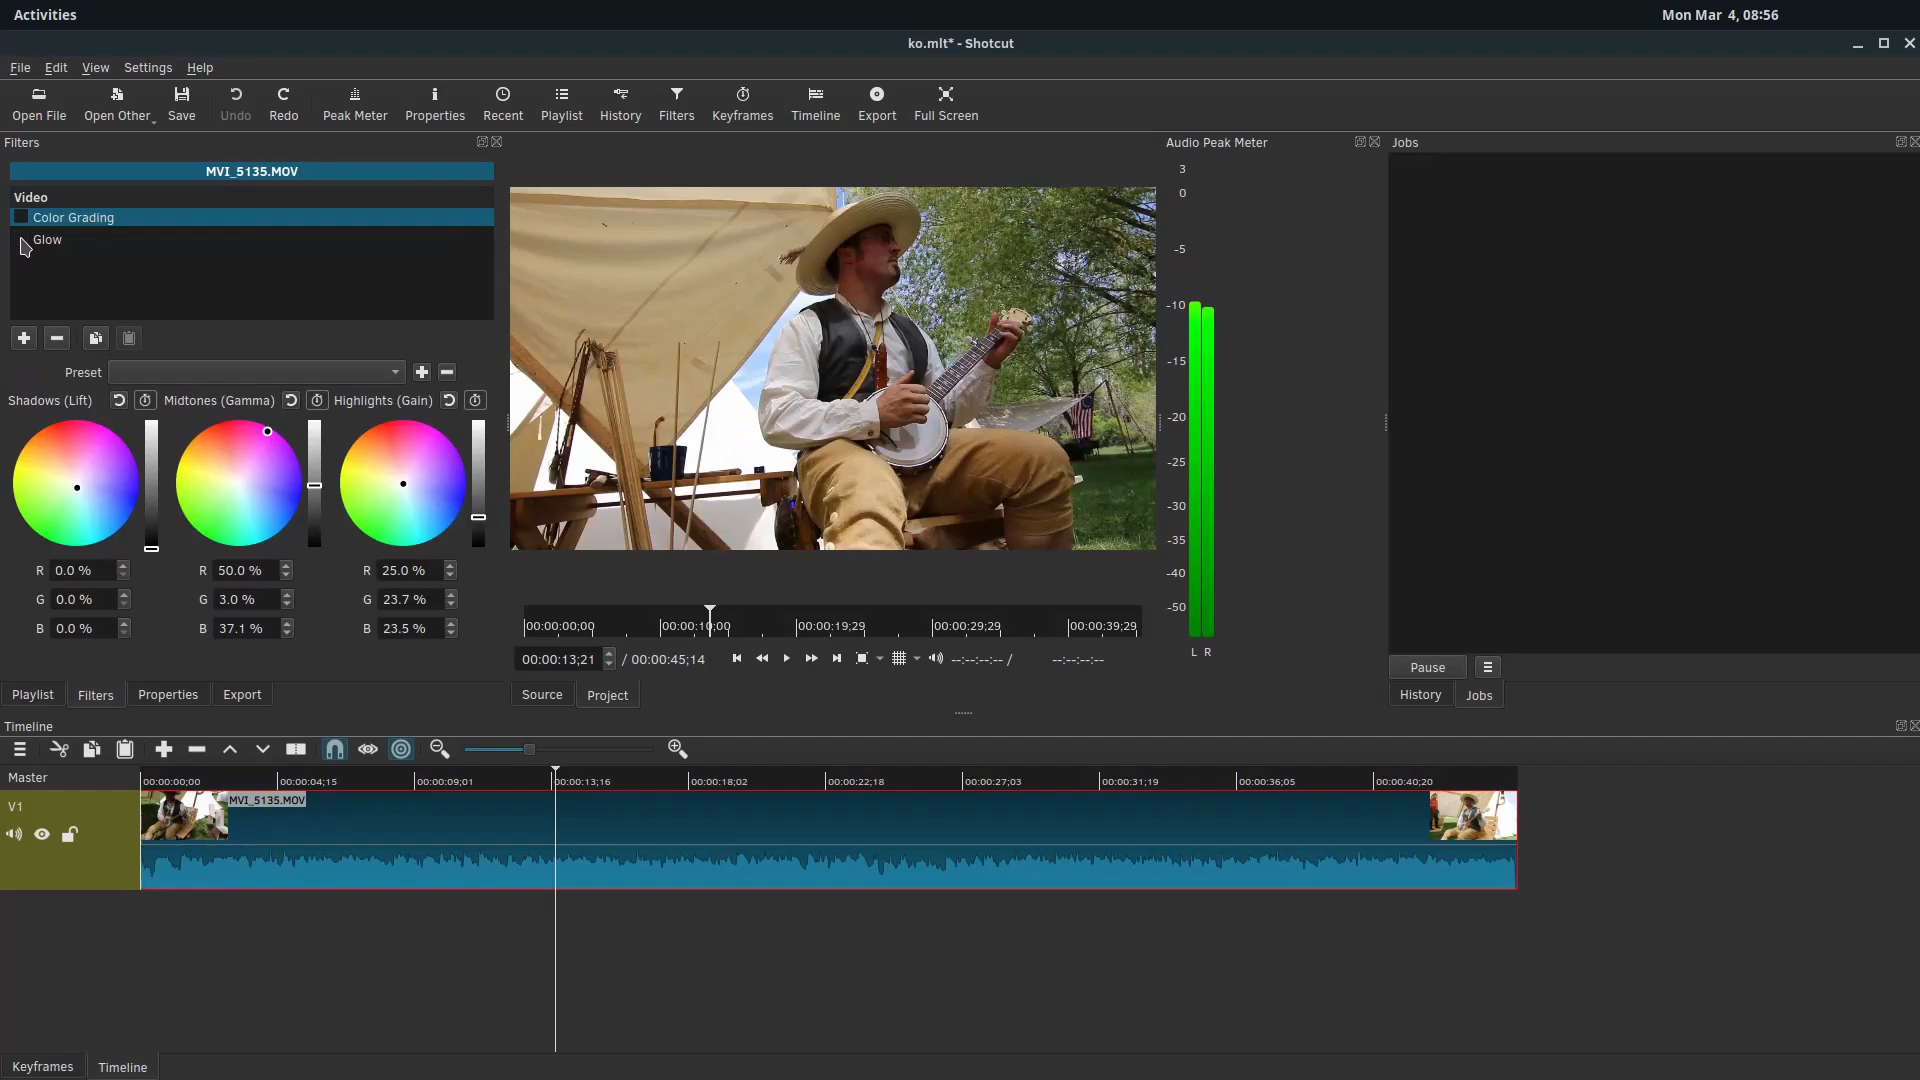 Activities
Mon Mar 4, 08:56
ko.mlt* - Shotcut
File Edit View Settings Help
Open File Open Other Save Undo Redo Peak Meter Properties Recent Playlist History Filters Keyframes Timeline Export Full Screen
Filters
Audio Peak Meter
Jobs
MVI_5135.MOV
Video
Color Grading
Glow
Preset
Shadows (Lift) Midtones (Gamma) Highlights (Gain)
R 0.0 % R 50.0 % R 25.0 %
G 0.0 % G 3.0 % G 23.7 %
B 0.0 % B 37.1 % B 23.5 %
3
0
-5
-10
-15
-20
-25
-30
-35
-40
-50
L R
00:00:00;00 00:00:10;00 00:00:19;29 00:00:29;29 00:00:39;29
00:00:13;21 / 00:00:45;14 --:--:--:-- / --:--:--:--
Pause
Playlist Filters Properties Export
Source Project
History Jobs
Timeline
Master
00:00:00;00 00:00:04;15 00:00:09;01 00:00:13;16 00:00:18;02 00:00:22;18 00:00:27;03 00:00:31;19 00:00:36;05 00:00:40;20
V1
MVI_5135.MOV
Keyframes Timeline